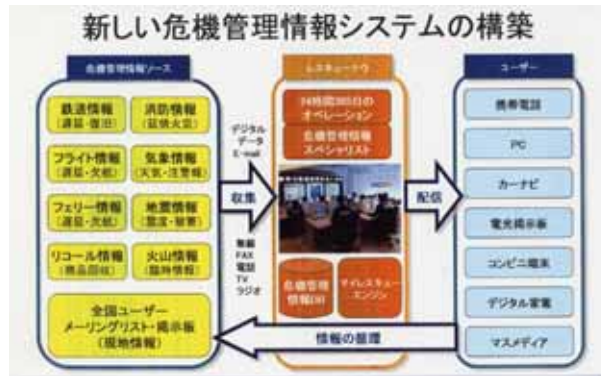 新しい危機管理情報システムの構築
危機管理情報ソース
鉄道情報
(遅延・復旧)
消防情報
(延焼火災)
フライト情報
(遅延・欠航)
気象情報
(天気・注意報)
フェリー情報
(遅延・欠航)
地震情報
(震度・被害)
リコール情報
(商品回収)
火山情報
(臨時情報)
全国ユーザー
メーリングリスト・掲示板
(現地情報)
デジタル
データ
E-mail
収集
無線
FAX
電話
TV
ラジオ
レスキューナウ
24時間365日の
オペレーション
危機管理情報
スペシャリスト
危機管理
情報DB
マイレスキュー
エンジン
配信
情報の循環
ユーザー
携帯電話
PC
カーナビ
電光掲示板
コンビニ端末
デジタル家電
マスメディア